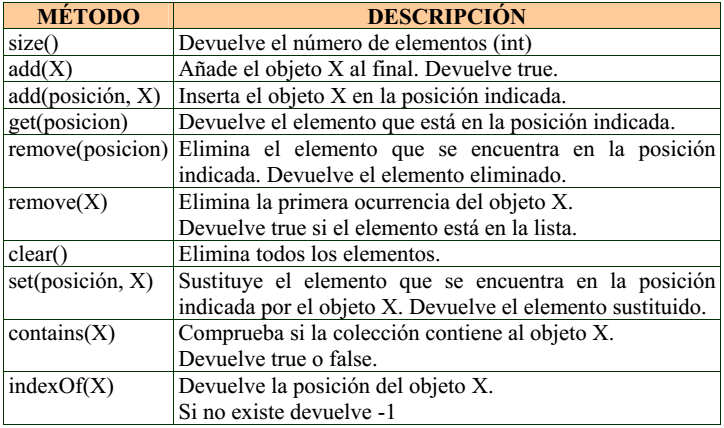 MÉTODO DESCRIPCIÓN
size() Devuelve el número de elementos (int)
add(X) Añade el objeto X al final. Devuelve true.
add(posición, X) Inserta el objeto X en la posición indicada.
get(posicion) Devuelve el elemento que está en la posición indicada.
remove(posicion) Elimina el elemento que se encuentra en la posición
indicada. Devuelve el elemento eliminado.
remove(X) Elimina la primera ocurrencia del objeto X.
Devuelve true si el elemento está en la lista.
clear() Elimina todos los elementos.
set(posición, X) Sustituye el elemento que se encuentra en la posición
indicada por el objeto X. Devuelve el elemento sustituido.
contains(X) Comprueba si la colección contiene al objeto X.
Devuelve true o false.
indexOf(X) Devuelve la posición del objeto X.
Si no existe devuelve -1